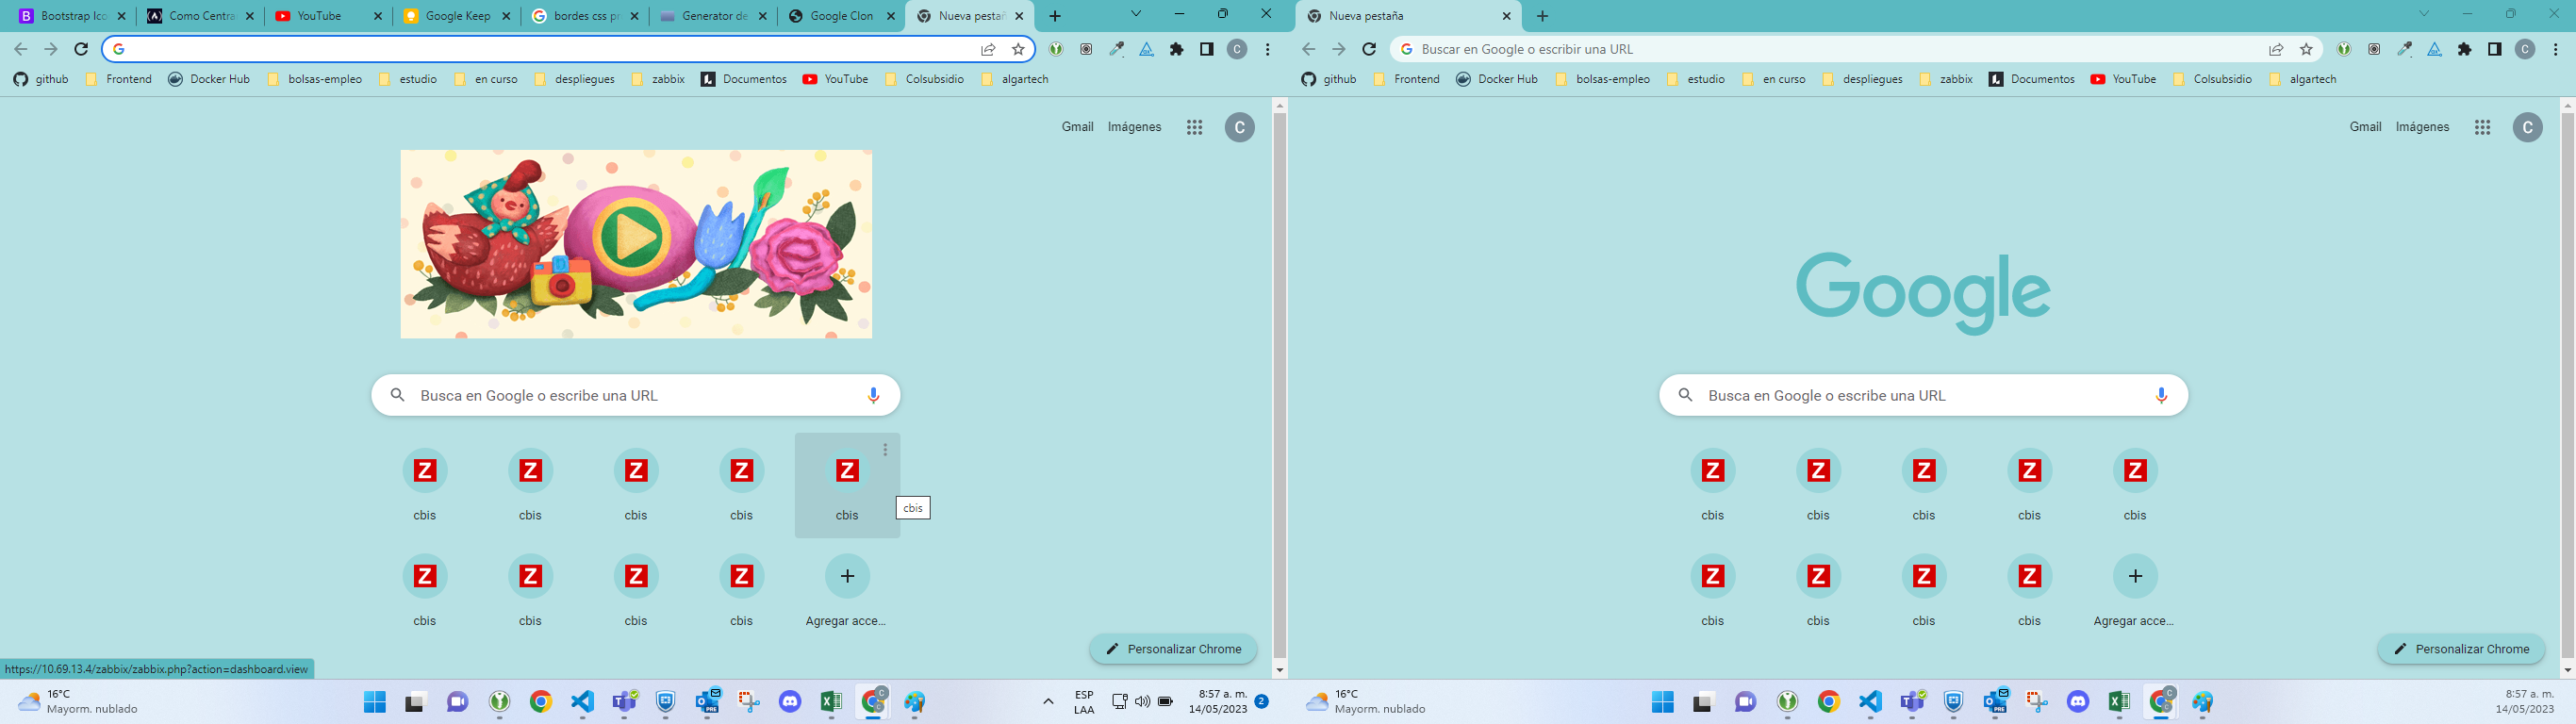 Bootstrap Ico
Como Centra
YouTube
Google Keep
bordes css pr
Generator de
Google Clon
Nueva pestañ
Nueva pestaña
Buscar en Google o escribir una URL
github Frontend Docker Hub bolsas-empleo estudio en curso despliegues zabbix Documentos YouTube Colsubsidio algartech
github Frontend Docker Hub bolsas-empleo estudio en curso despliegues zabbix Documentos YouTube Colsubsidio algartech
Gmail Imágenes C
Gmail Imágenes C
Google
Busca en Google o escribe una URL
Busca en Google o escribe una URL
cbis cbis cbis cbis cbis
cbis
cbis cbis cbis cbis cbis
cbis cbis cbis cbis Agregar acce...
cbis cbis cbis cbis Agregar acce...
Personalizar Chrome
Personalizar Chrome
https://10.69.13.4/zabbix/zabbix.php?action=dashboard.view
16°C
Mayorm. nublado
ESP
LAA
8:57 a. m.
14/05/2023
2
16°C
Mayorm. nublado
8:57 a. m.
14/05/2023